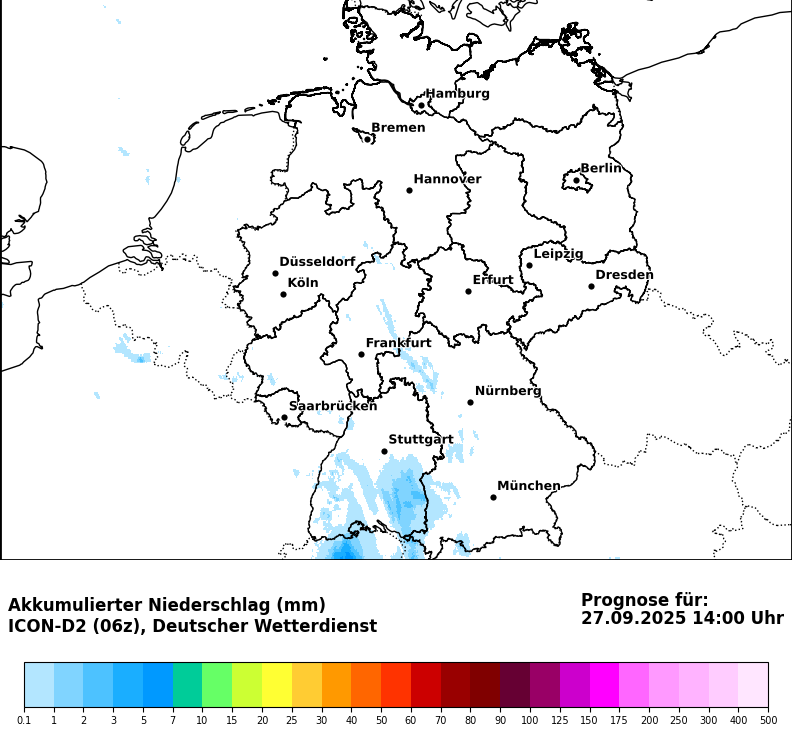 Hamburg
Bremen
Berlin
Hannover
Leipzig
Düsseldorf
Dresden
Köln
Erfurt
Frankfurt
Nürnberg
Saarbrücken
Stuttgart
München
Akkumulierter Niederschlag (mm)
ICON-D2 (06z), Deutscher Wetterdienst
Prognose für:
27.09.2025 14:00 Uhr
0.1 1 2 3 5 7 10 15 20 25 30 40 50 60 70 80 90 100 125 150 175 200 250 300 400 500